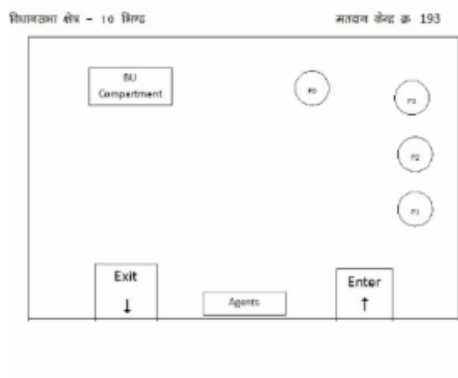 विधानसभा क्षेत्र - 10 भिण्ड
मतदान केन्द्र क्र 193
BU
Compartment
P0
P3
P2
P1
Exit
↓
Agents
Enter
↑